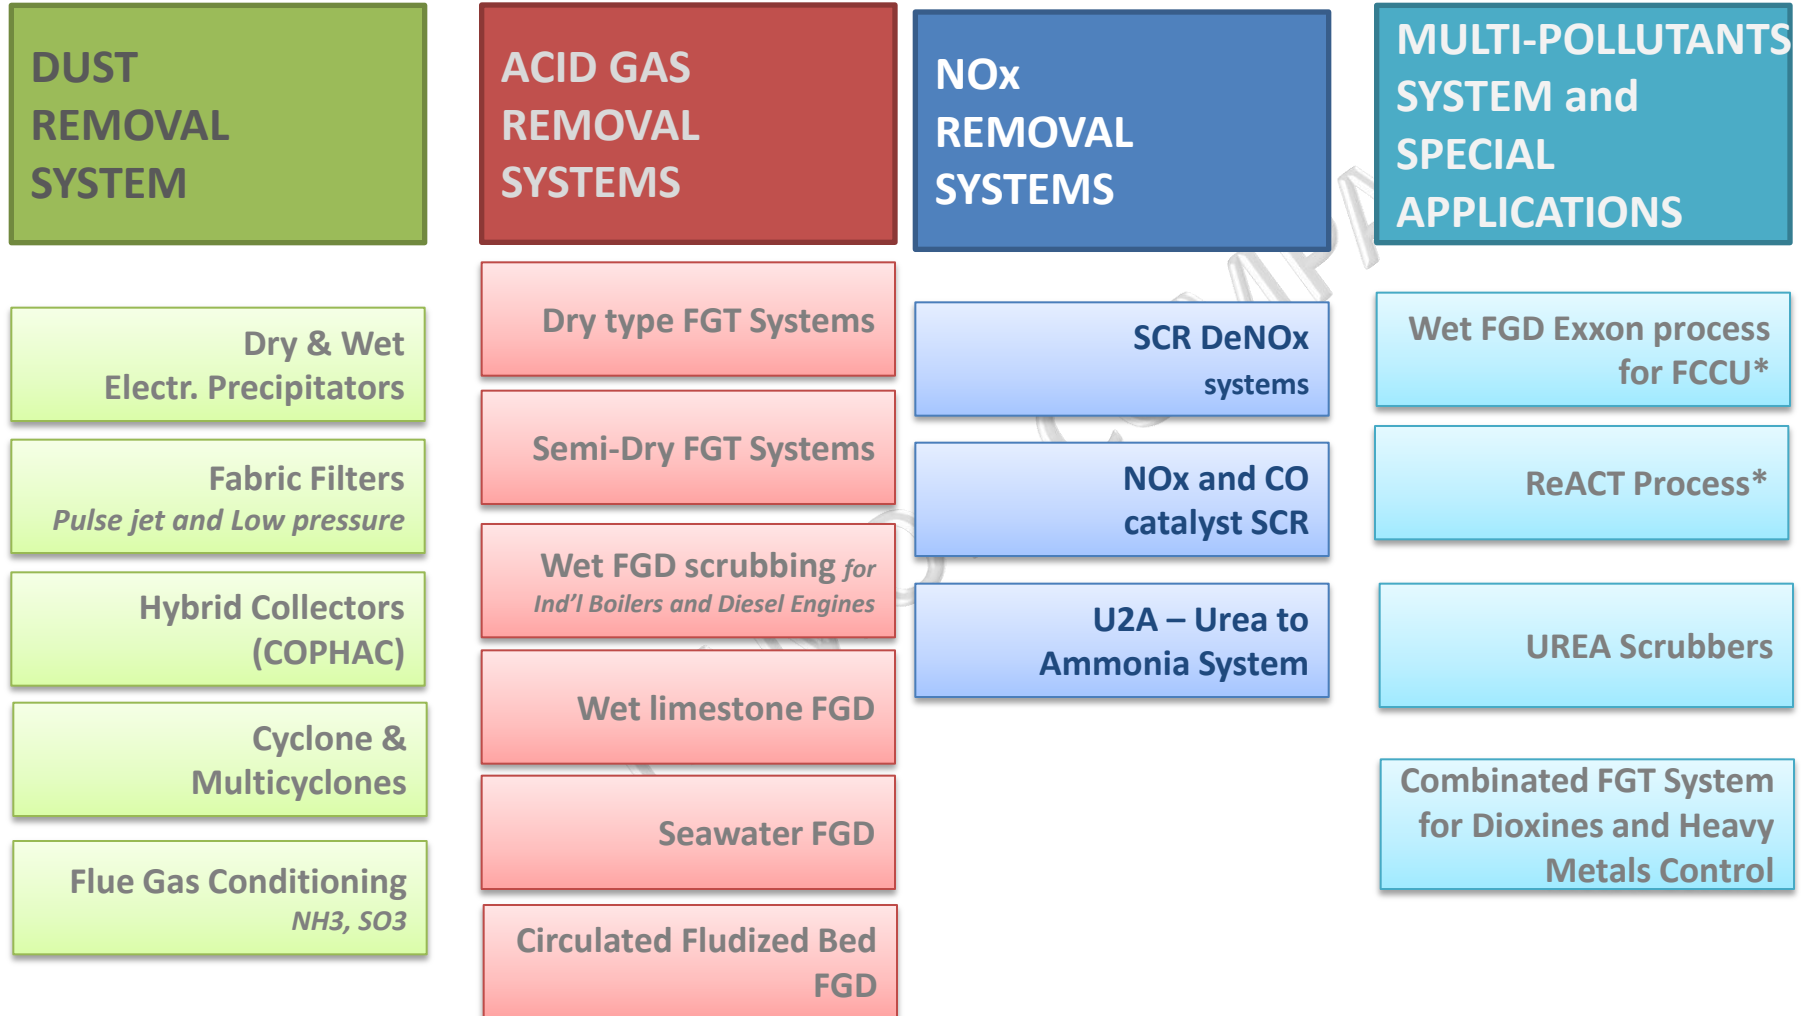 DUST
REMOVAL
SYSTEM
Dry & Wet
Electr. Precipitators
Fabric Filters
Pulse jet and Low pressure
Hybrid Collectors
(COPHAC)
Cyclone &
Multicyclones
Flue Gas Conditioning
NH3, SO3
ACID GAS
REMOVAL
SYSTEMS
Dry type FGT Systems
Semi-Dry FGT Systems
Wet FGD scrubbing for
Ind'l Boilers and Diesel Engines
Wet limestone FGD
Seawater FGD
Circulated Fludized Bed
FGD
NOx
REMOVAL
SYSTEMS
SCR DeNOx
systems
NOx and CO
catalyst SCR
U2A – Urea to
Ammonia System
MULTI-POLLUTANTS
SYSTEM and
SPECIAL
APPLICATIONS
Wet FGD Exxon process
for FCCU*
ReACT Process*
UREA Scrubbers
Combinated FGT System
for Dioxines and Heavy
Metals Control